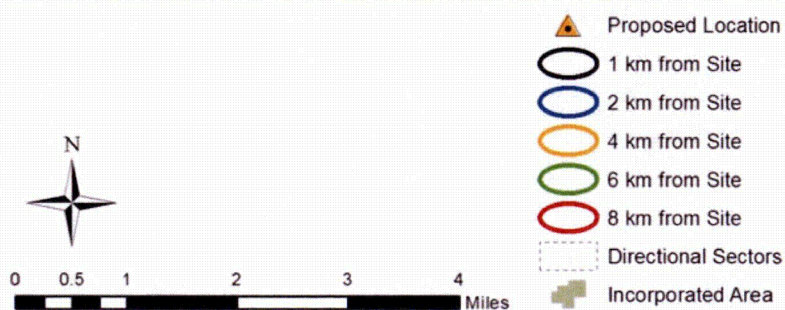 Proposed Location
1 km from Site
2 km from Site
4 km from Site
6 km from Site
8 km from Site
Directional Sectors
Incorporated Area
N
0 0.5 1 2 3 4
Miles